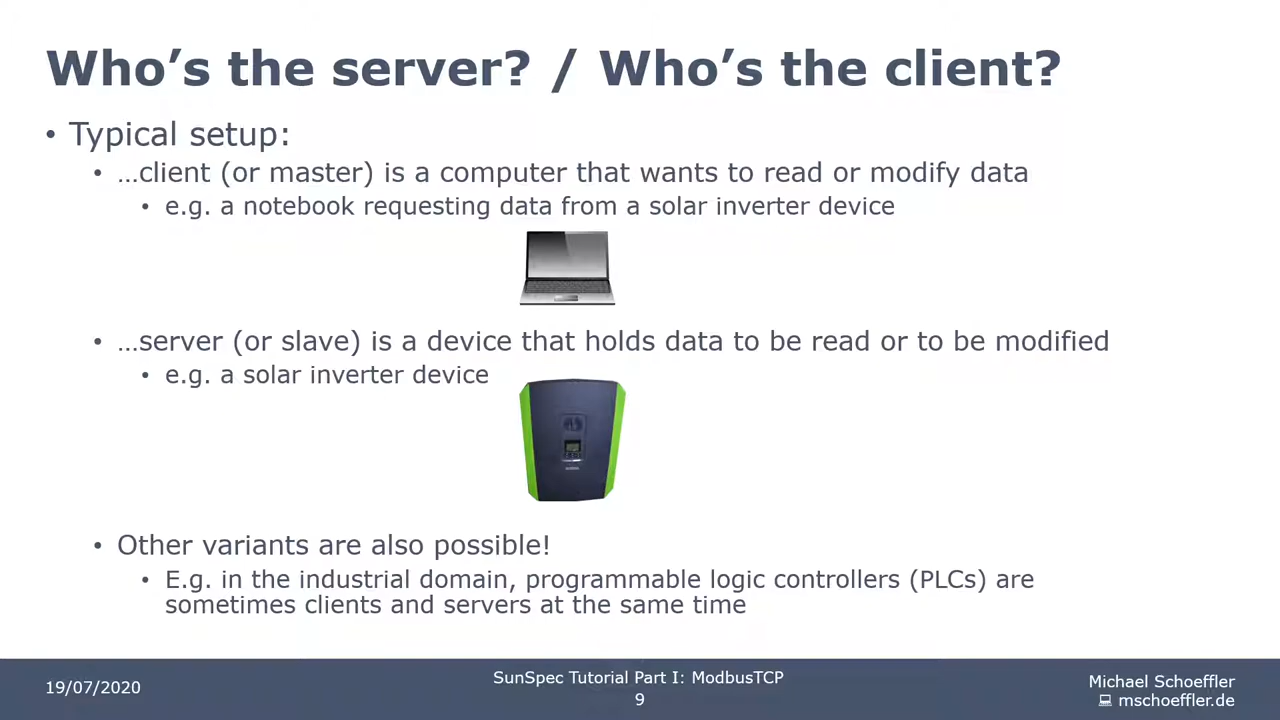 Who’s the server? / Who’s the client?
• Typical setup:
• …client (or master) is a computer that wants to read or modify data
• e.g. a notebook requesting data from a solar inverter device
• …server (or slave) is a device that holds data to be read or to be modified
• e.g. a solar inverter device
• Other variants are also possible!
• E.g. in the industrial domain, programmable logic controllers (PLCs) are
sometimes clients and servers at the same time
19/07/2020
SunSpec Tutorial Part I: ModbusTCP
9
Michael Schoeffler
💻 mschoeffler.de